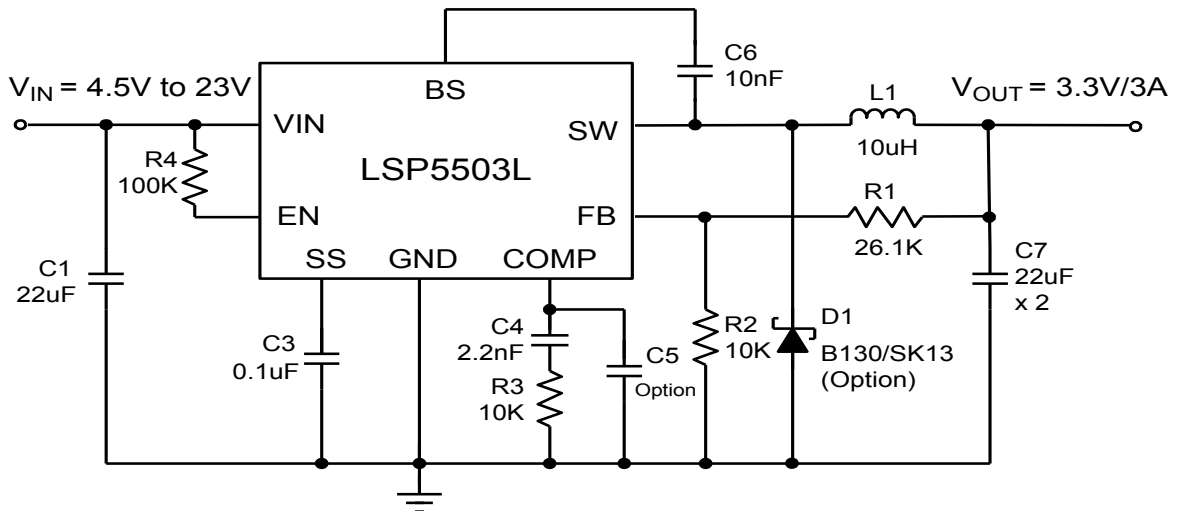 V_IN = 4.5V to 23V
BS
C6
10nF
L1
10uH
V_OUT = 3.3V/3A
VIN
SW
LSP5503L
R4
100K
EN
FB
R1
26.1K
SS
GND
COMP
C1
22uF
C7
22uF
x 2
C3
0.1uF
C4
2.2nF
R3
10K
C5
Option
R2
10K
D1
B130/SK13
(Option)